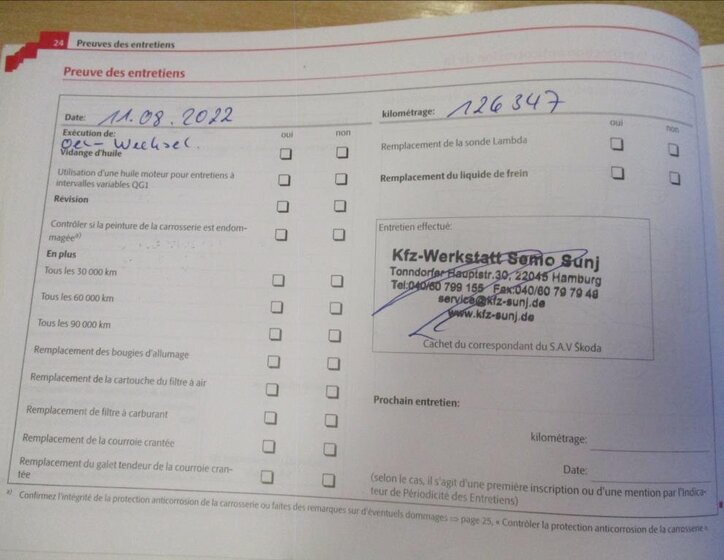 24 Preuves des entretiens
Preuve des entretiens
Date: 11.08.2022
kilométrage: 126347
Exécution de:
oui non
Oel-Wechsel.
Vidange d'huile
Utilisation d'une huile moteur pour entretiens à
intervalles variables QG1
Révision
Contrôler si la peinture de la carrosserie est endom-
magéeᵃ⁾
En plus
Tous les 30 000 km
Tous les 60 000 km
Tous les 90 000 km
Remplacement des bougies d'allumage
Remplacement de la cartouche du filtre à air
Remplacement de filtre à carburant
Remplacement de la courroie crantée
Remplacement du galet tendeur de la courroie cran-
tée
oui non
Remplacement de la sonde Lambda
Remplacement du liquide de frein
Entretien effectué:
Kfz-Werkstatt Semo Sunj
Tonndorfer Hauptstr.30, 22045 Hamburg
Tel:040/60 799 155 Fax:040/60 79 79 49
service@kfz-sunj.de
www.kfz-sunj.de
Cachet du correspondant du S.A.V Škoda
Prochain entretien:
kilométrage:
Date:
(selon le cas, il s'agit d'une première inscription ou d'une mention par l'Indica-
teur de Périodicité des Entretiens)
ᵃ⁾ Confirmez l'intégrité de la protection anticorrosion de la carrosserie ou faites des remarques sur d'éventuels dommages ⇒ page 25, « Contrôler la protection anticorrosion de la carrosserie ».